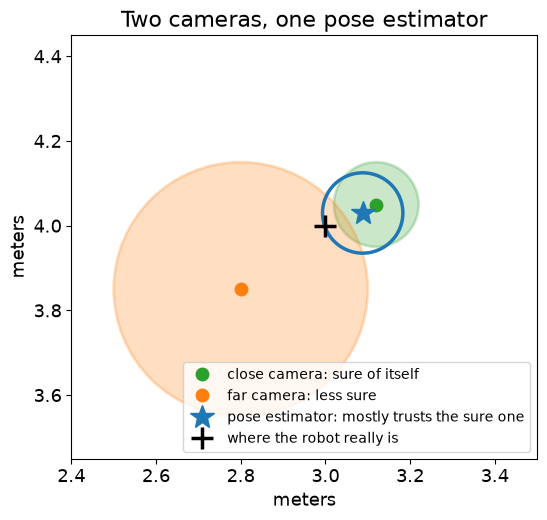 Two cameras, one pose estimator
4.4
4.2
4.0
3.8
3.6
meters
close camera: sure of itself
far camera: less sure
pose estimator: mostly trusts the sure one
where the robot really is
2.4 2.6 2.8 3.0 3.2 3.4
meters